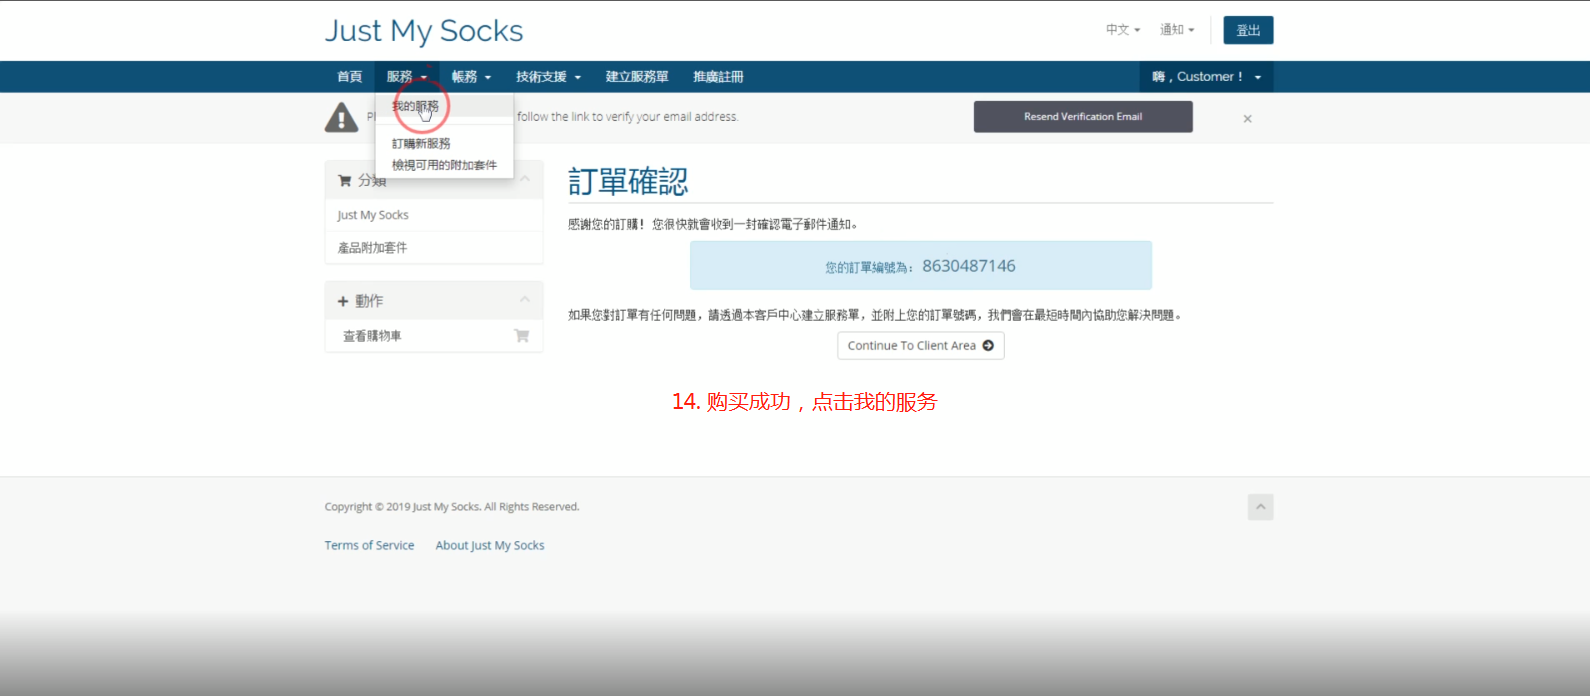 Just My Socks
中文
通知
登出
首頁
服務
帳務
技術支援
建立服務單
推廣註冊
嗨，Customer！
我的服務
訂購新服務
檢視可用的附加套件
follow the link to verify your email address.
Resend Verification Email
×
分類
Just My Socks
產品附加套件
動作
查看購物車
訂單確認
感謝您的訂購！您很快就會收到一封確認電子郵件通知。
您的訂單編號為：8630487146
如果您對訂單有任何問題，請透過本客戶中心建立服務單，並附上您的訂單號碼，我們會在最短時間內協助您解決問題。
Continue To Client Area
14. 购买成功，点击我的服务
Copyright © 2019 Just My Socks. All Rights Reserved.
Terms of Service
About Just My Socks